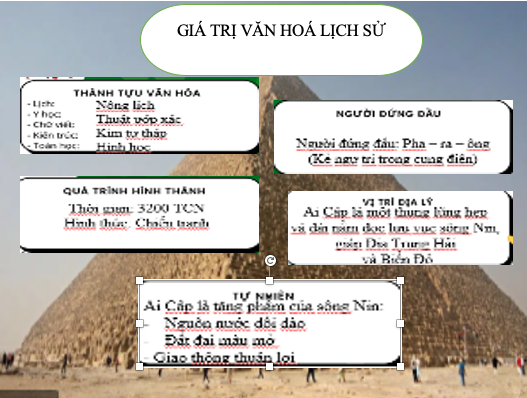 GIÁ TRỊ VĂN HOÁ LỊCH SỬ
THÀNH TỰU VĂN HÓA
- Lịch: Nông lịch
- Y học: Thuật ướp xác
- Chữ viết:
- Kiến trúc: Kim tự tháp
- Toán học: Hình học
NGƯỜI ĐỨNG ĐẦU
Người đứng đầu: Pha – ra – ông
(Kẻ ngự trị trong cung điện)
QUÁ TRÌNH HÌNH THÀNH
Thời gian: 3200 TCN
Hình thức: Chiến tranh
VỊ TRÍ ĐỊA LÝ
Ai Cập là một thung lũng hẹp
và dài nằm dọc lưu vực sông Nin,
giáp Địa Trung Hải
và Biển Đỏ
TỰ NHIÊN
Ai Cập là tặng phẩm của sông Nin:
- Nguồn nước dồi dào
- Đất đai màu mỡ
- Giao thông thuận lợi